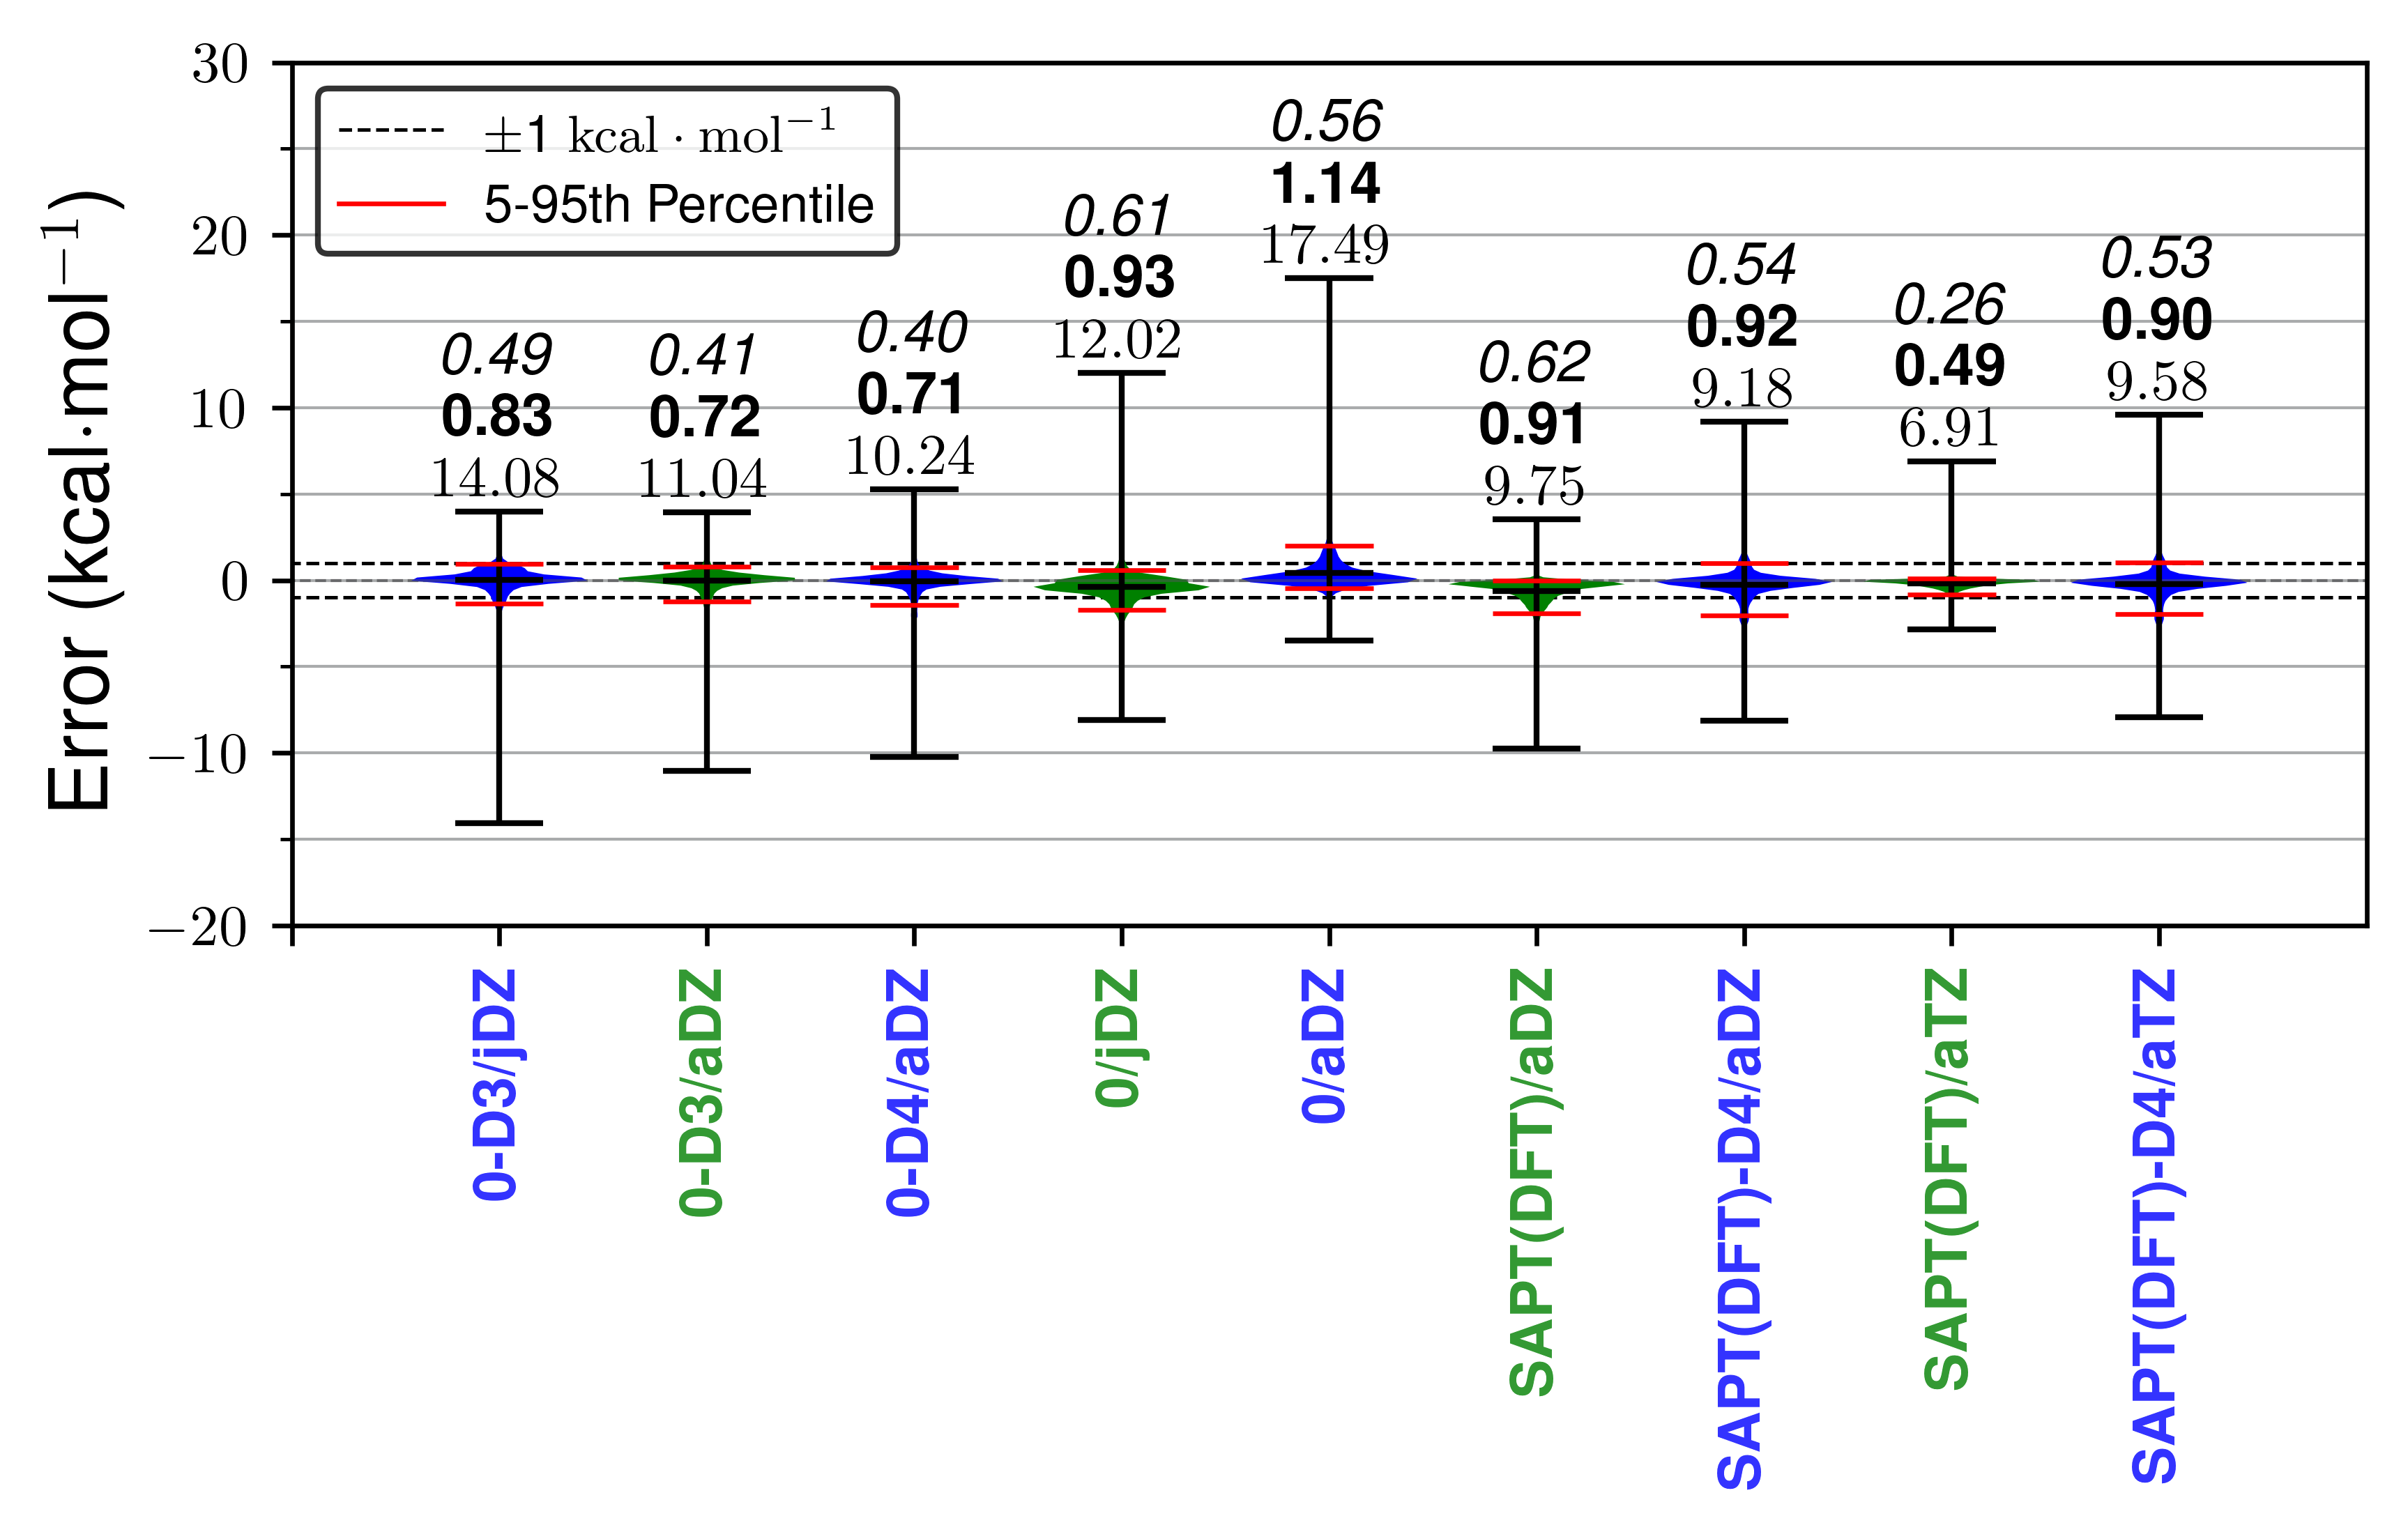 Error (kcal·mol⁻¹)
30
20
10
0
−10
−20
±1 kcal · mol⁻¹
5-95th Percentile
0.49
0.83
14.08
0.41
0.72
11.04
0.40
0.71
10.24
0.61
0.93
12.02
0.56
1.14
17.49
0.62
0.91
9.75
0.54
0.92
9.18
0.26
0.49
6.91
0.53
0.90
9.58
0-D3/jDZ
0-D3/aDZ
0-D4/aDZ
0/jDZ
0/aDZ
SAPT(DFT)/aDZ
SAPT(DFT)-D4/aDZ
SAPT(DFT)/aTZ
SAPT(DFT)-D4/aTZ